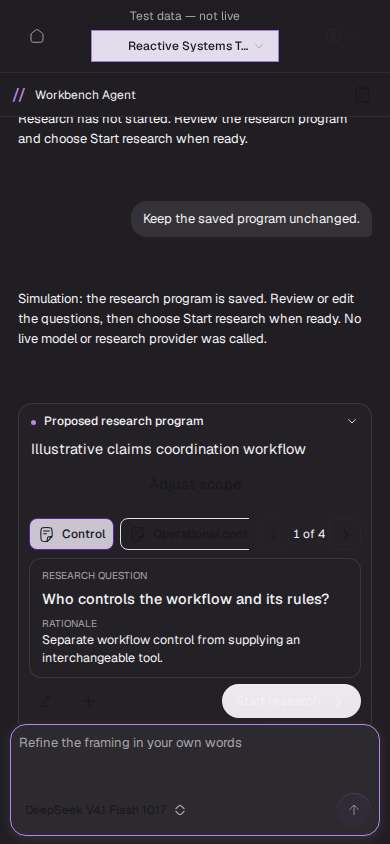 Test data — not live
Reactive Systems T...
Workbench Agent
Research has not started. Review the research program
and choose Start research when ready.
Keep the saved program unchanged.
Simulation: the research program is saved. Review or edit
the questions, then choose Start research when ready. No
live model or research provider was called.
Proposed research program
Illustrative claims coordination workflow
Adjust scope
Control
Operational cont
1 of 4
RESEARCH QUESTION
Who controls the workflow and its rules?
RATIONALE
Separate workflow control from supplying an
interchangeable tool.
Start research
Refine the framing in your own words
DeepSeek V4.1 Flash 1017